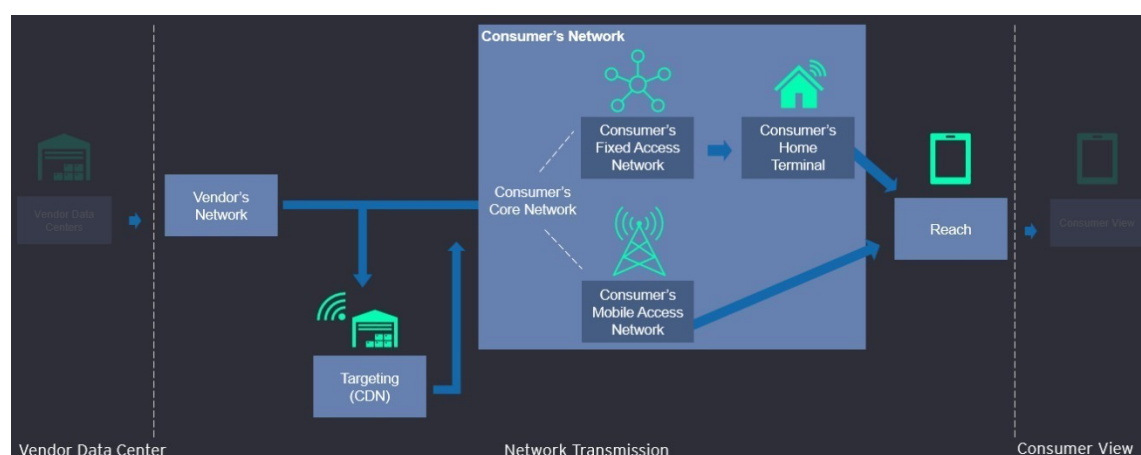 Consumer's Network
Vendor Data
Centers
Vendor's
Network
Consumer's
Core Network
Consumer's
Fixed Access
Network
Consumer's
Home
Terminal
Consumer's
Mobile Access
Network
Targeting
(CDN)
Reach
Consumer View
Vendor Data Center
Network Transmission
Consumer View